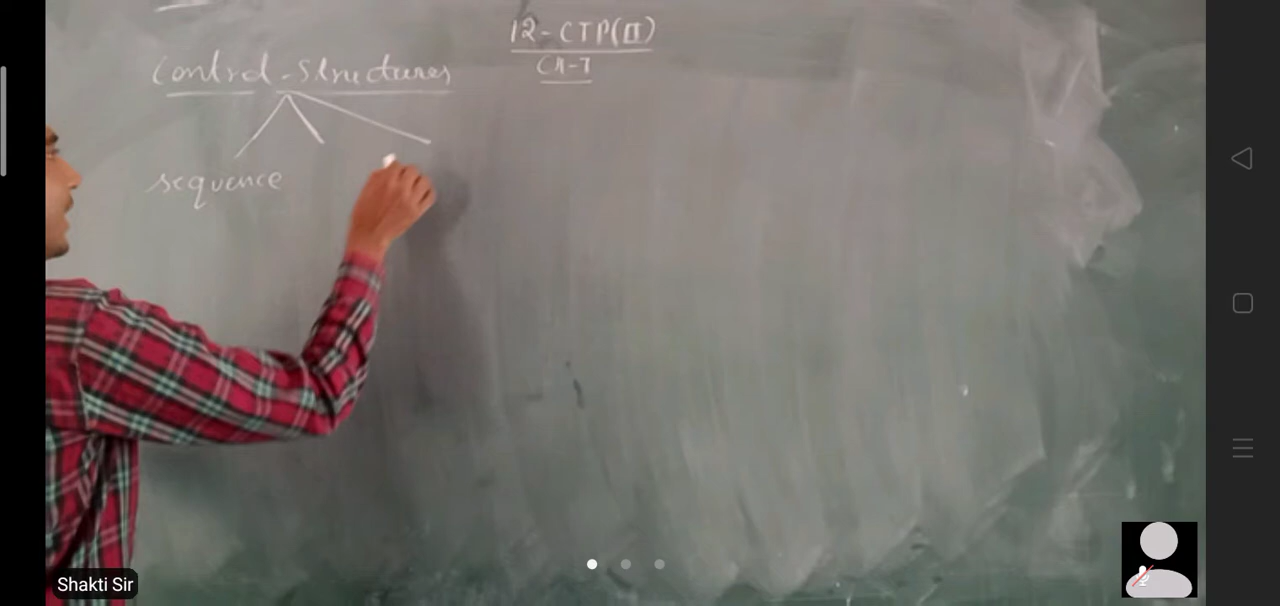 12-CTP(II)
CH-7
Control-Structures
sequence
Shakti Sir